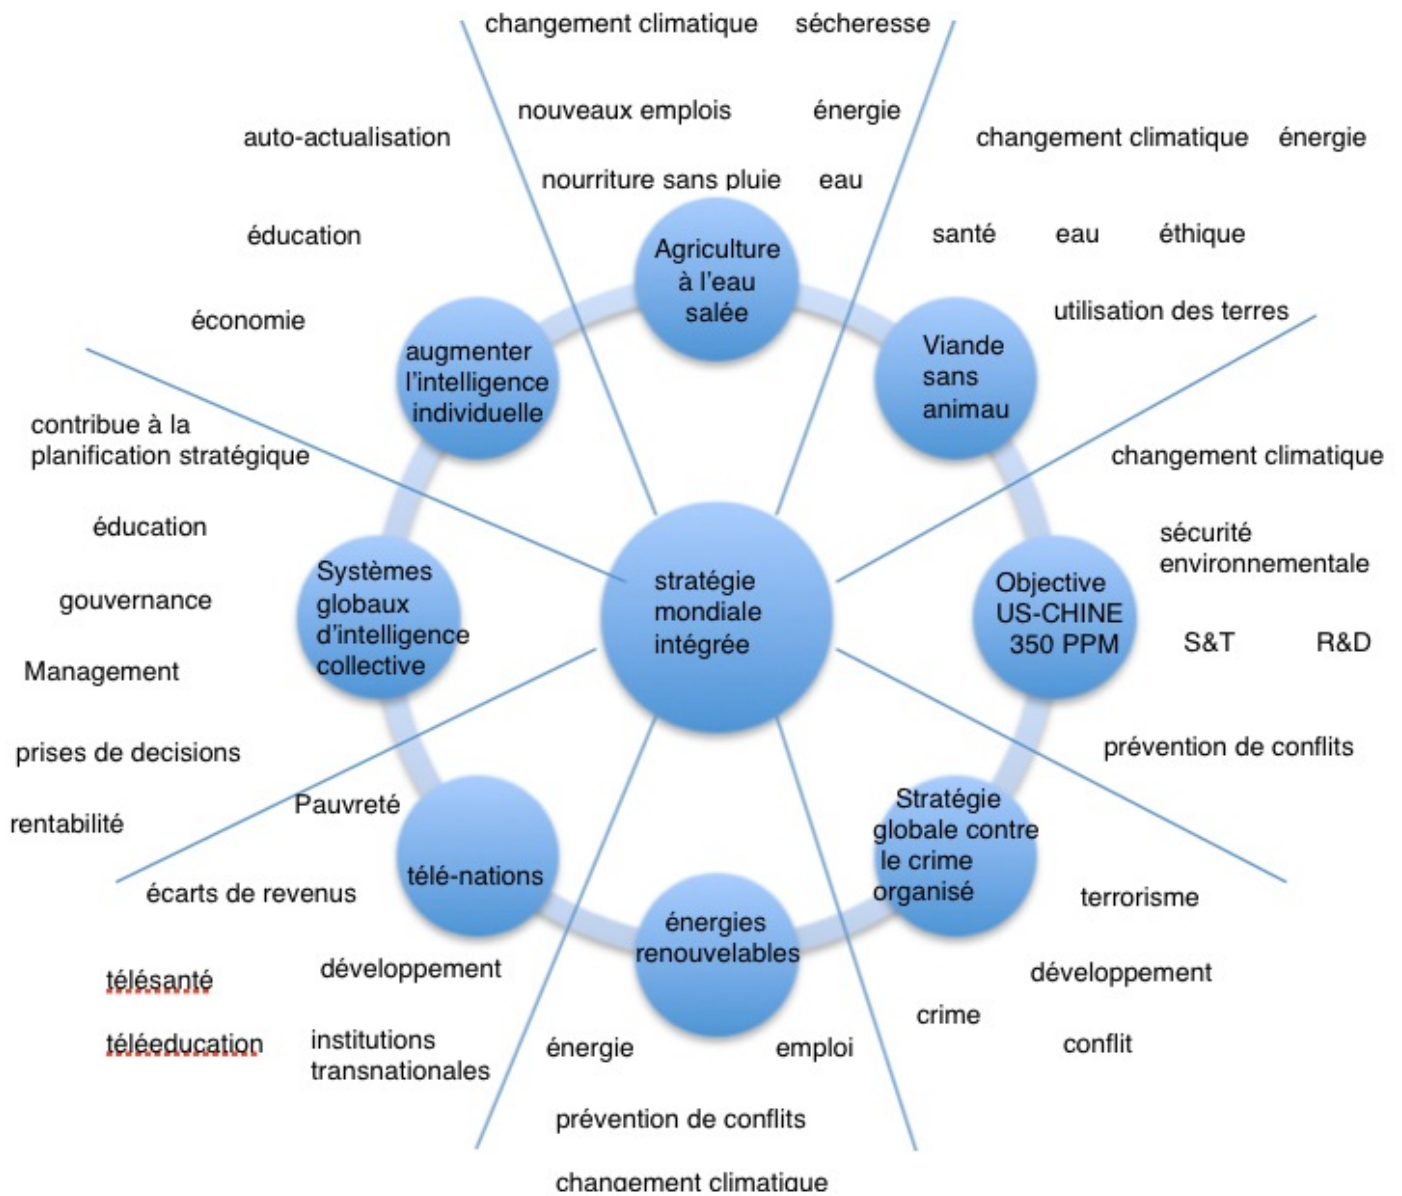 changement climatique sécheresse
nouveaux emplois énergie
nourriture sans pluie eau
Agriculture
à l'eau
salée
changement climatique énergie
santé eau éthique
utilisation des terres
Viande
sans
animau
changement climatique
sécurité
environnementale
S&T R&D
prévention de conflits
Objective
US-CHINE
350 PPM
Stratégie
globale contre
le crime
organisé
terrorisme
développement
crime
conflit
énergies
renouvelables
énergie emploi
prévention de conflits
changement climatique
télé-nations
Pauvreté
écarts de revenus
télésanté
développement
téléeducation
institutions
transnationales
Systèmes
globaux
d'intelligence
collective
contribue à la
planification stratégique
éducation
gouvernance
Management
prises de decisions
rentabilité
augmenter
l'intelligence
individuelle
auto-actualisation
éducation
économie
stratégie
mondiale
intégrée